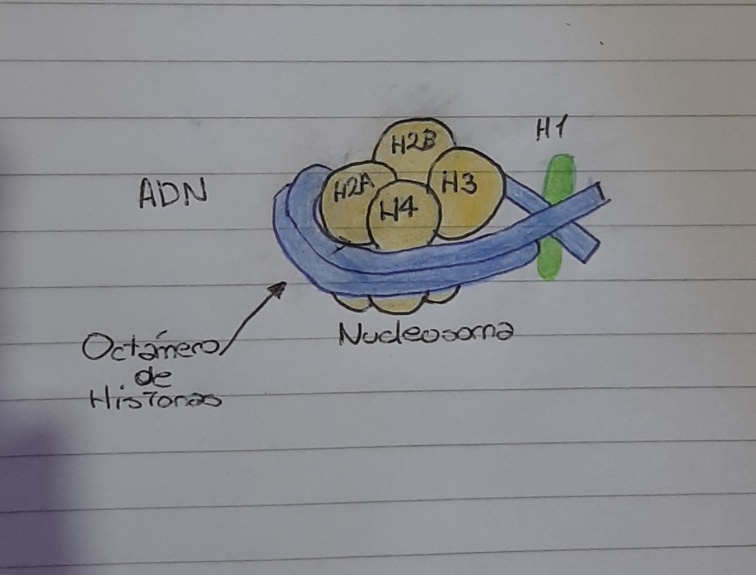 H1
H2B
H2A
H3
H4
ADN
Nucleosoma
Octámero
de
Histonas